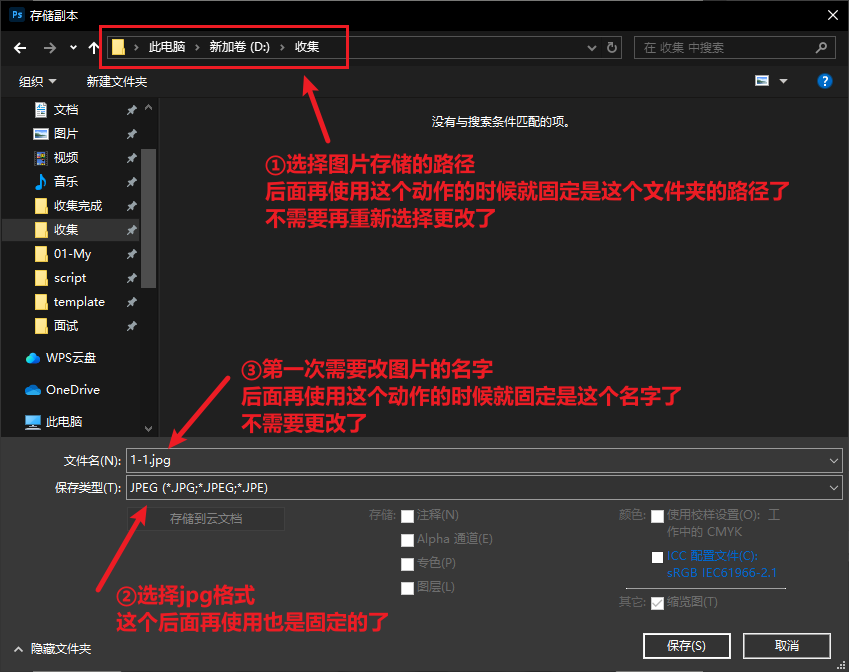 Ps 存储副本
此电脑 新加卷 (D:) 收集
在 收集 中搜索
组织 新建文件夹
没有与搜索条件匹配的项。
文档
图片
视频
音乐
收集完成
收集
01-My
script
template
面试
WPS云盘
OneDrive
此电脑
①选择图片存储的路径
后面再使用这个动作的时候就固定是这个文件夹的路径了
不需要再重新选择更改了
③第一次需要改图片的名字
后面再使用这个动作的时候就固定是这个名字了
不需要更改了
文件名(N): 1-1.jpg
保存类型(T): JPEG (*.JPG;*.JPEG;*.JPE)
存储到云文档
存储: 注释(N)
Alpha 通道(E)
专色(P)
图层(L)
颜色: 使用校样设置(O): 工
作中的 CMYK
ICC 配置文件(C):
sRGB IEC61966-2.1
其它: 缩览图(T)
②选择jpg格式
这个后面再使用也是固定的了
隐藏文件夹
保存(S) 取消